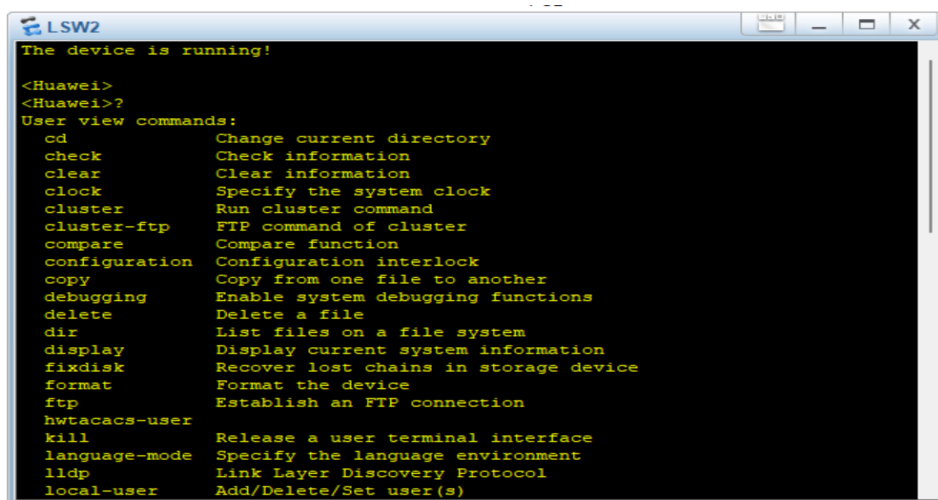 LSW2
The device is running!
<Huawei>
<Huawei>?
User view commands:
cd Change current directory
check Check information
clear Clear information
clock Specify the system clock
cluster Run cluster command
cluster-ftp FTP command of cluster
compare Compare function
configuration Configuration interlock
copy Copy from one file to another
debugging Enable system debugging functions
delete Delete a file
dir List files on a file system
display Display current system information
fixdisk Recover lost chains in storage device
format Format the device
ftp Establish an FTP connection
hwtacacs-user
kill Release a user terminal interface
language-mode Specify the language environment
lldp Link Layer Discovery Protocol
local-user Add/Delete/Set user(s)